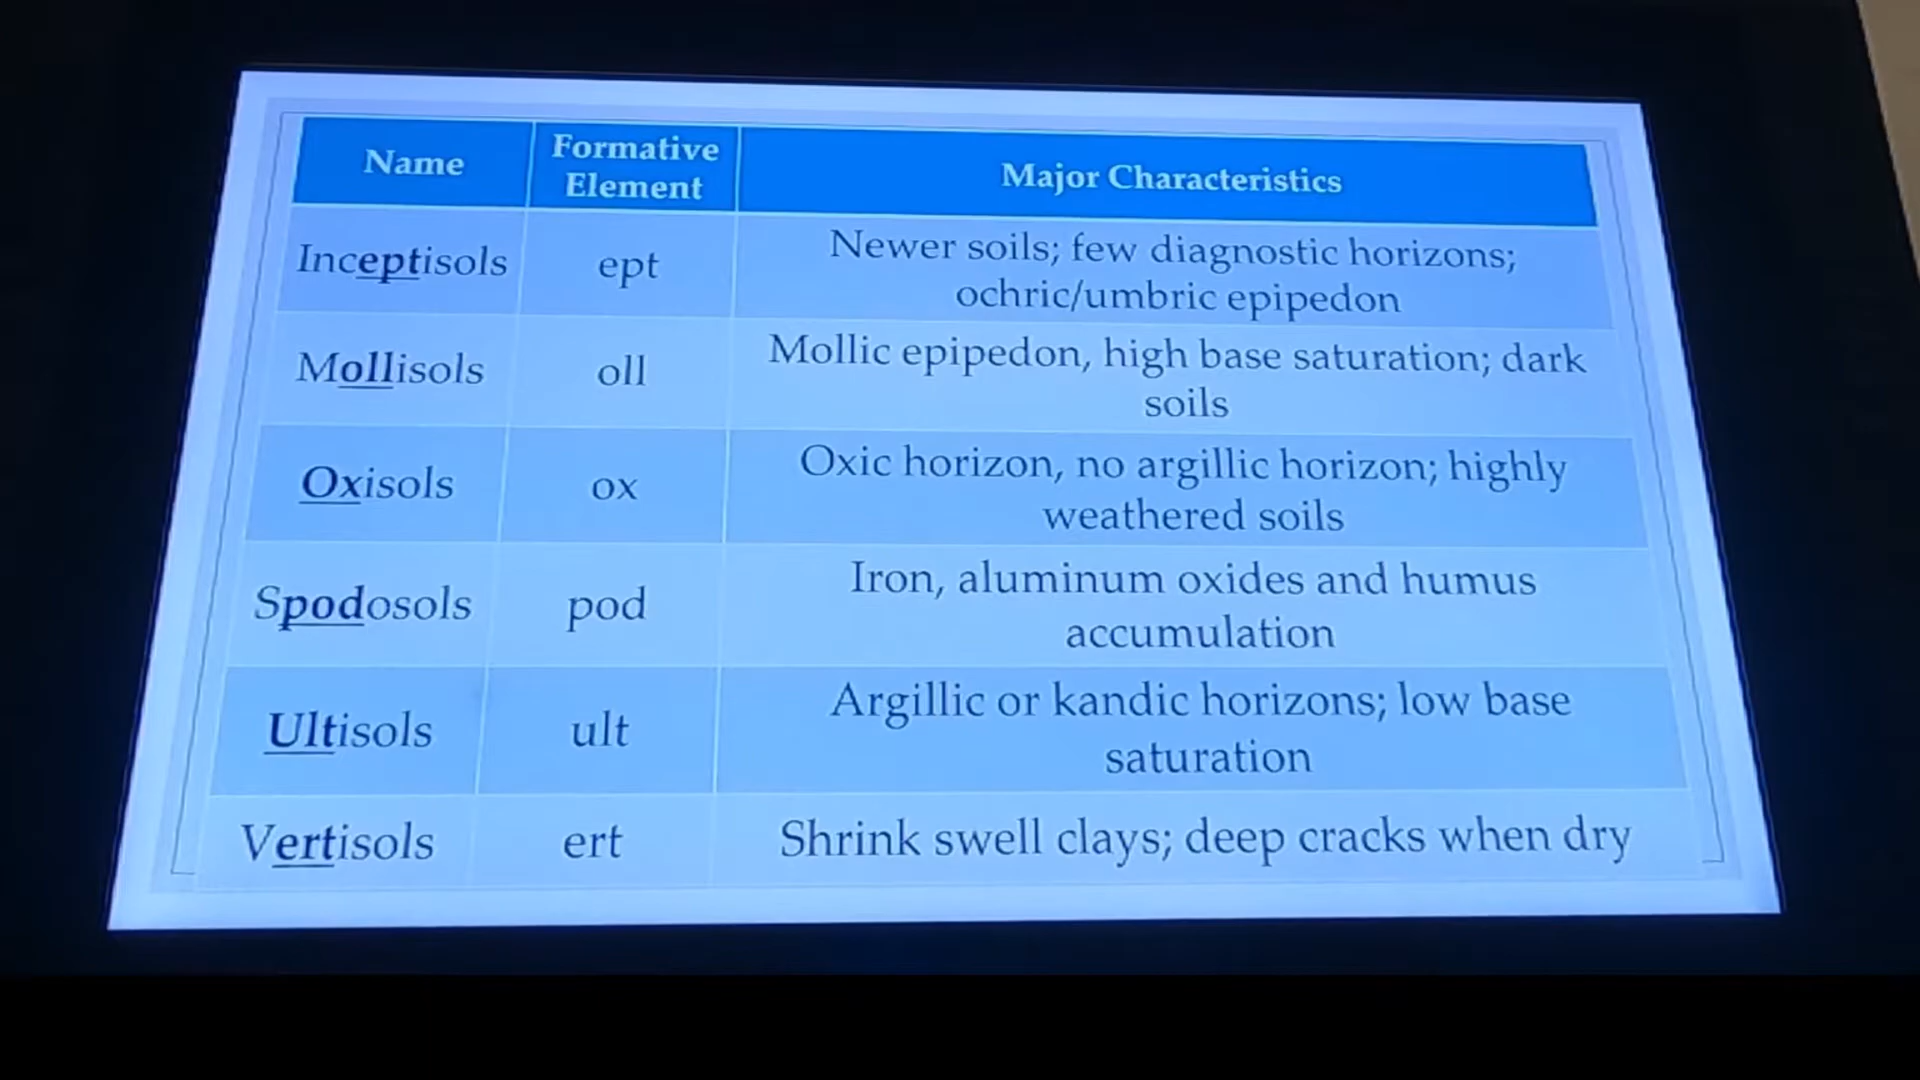 Name
Formative
Element
Major Characteristics
Inceptisols
ept
Newer soils; few diagnostic horizons;
ochric/umbric epipedon
Mollisols
oll
Mollic epipedon, high base saturation; dark
soils
Oxisols
ox
Oxic horizon, no argillic horizon; highly
weathered soils
Spodosols
pod
Iron, aluminum oxides and humus
accumulation
Ultisols
ult
Argillic or kandic horizons; low base
saturation
Vertisols
ert
Shrink swell clays; deep cracks when dry